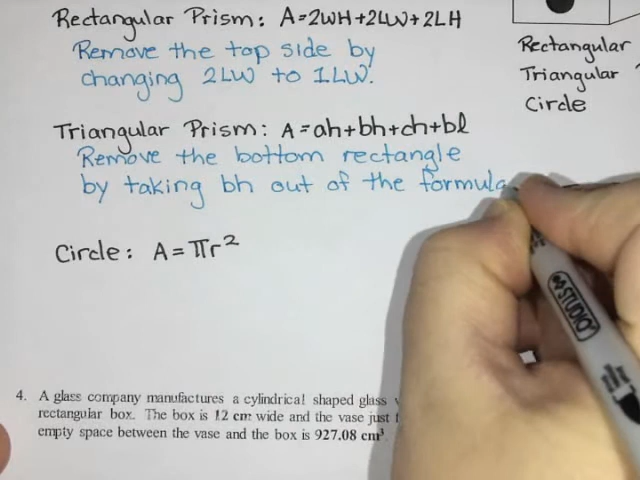 Rectangular Prism: A=2WH+2LW+2LH
Remove the top side by
changing 2LW to 1LW.
Rectangular
Triangular
Circle
Triangular Prism: A=ah+bh+ch+bl
Remove the bottom rectangle
by taking bh out of the formula
Circle: A=πr²
4. A glass company manufactures a cylindrical shaped glass
rectangular box. The box is 12 cm wide and the vase just
empty space between the vase and the box is 927.08 cm³.
STUDIO